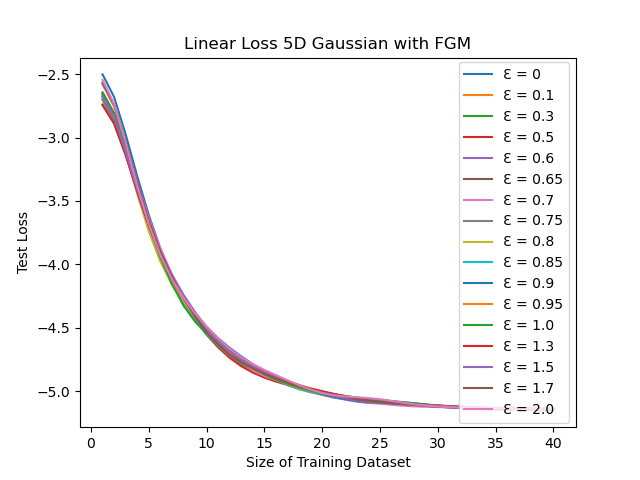 Linear Loss 5D Gaussian with FGM
−2.5
−3.0
−3.5
−4.0
−4.5
−5.0
Test Loss
0 5 10 15 20 25 30 35 40
Size of Training Dataset
Ɛ = 0
Ɛ = 0.1
Ɛ = 0.3
Ɛ = 0.5
Ɛ = 0.6
Ɛ = 0.65
Ɛ = 0.7
Ɛ = 0.75
Ɛ = 0.8
Ɛ = 0.85
Ɛ = 0.9
Ɛ = 0.95
Ɛ = 1.0
Ɛ = 1.3
Ɛ = 1.5
Ɛ = 1.7
Ɛ = 2.0